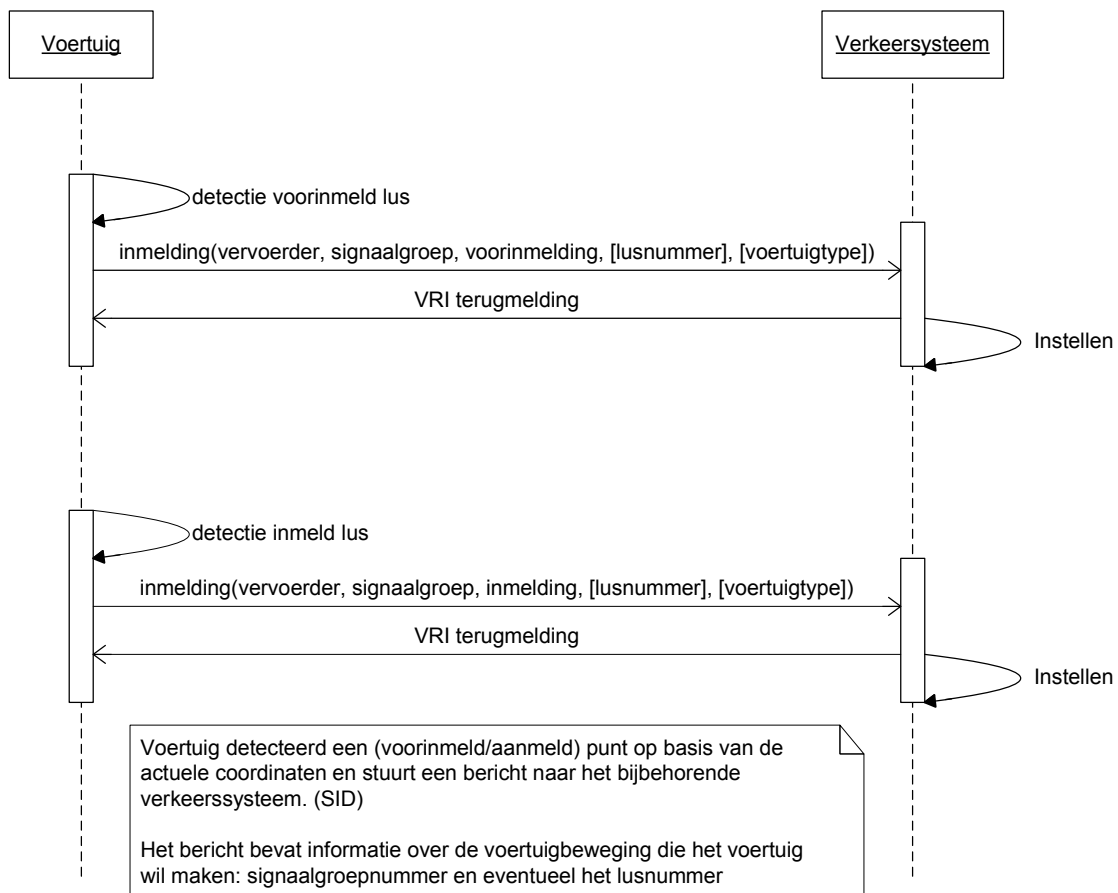 Voertuig
Verkeersysteem
detectie voorinmeld lus
inmelding(vervoerder, signaalgroep, voorinmelding, [lusnummer], [voertuigtype])
VRI terugmelding
Instellen
detectie inmeld lus
inmelding(vervoerder, signaalgroep, inmelding, [lusnummer], [voertuigtype])
VRI terugmelding
Instellen
Voertuig detecteerd een (voorinmeld/aanmeld) punt op basis van de
actuele coordinaten en stuurt een bericht naar het bijbehorende
verkeerssysteem. (SID)
Het bericht bevat informatie over de voertuigbeweging die het voertuig
wil maken: signaalgroepnummer en eventueel het lusnummer